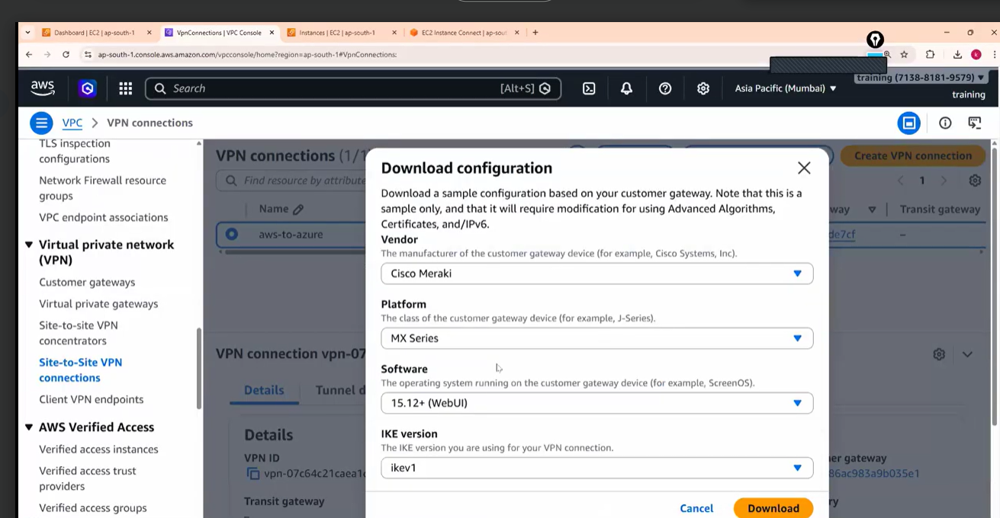 Dashboard | EC2 | ap-south-1
VpnConnections | VPC Console
Instances | EC2 | ap-south-1
EC2 Instance Connect | ap-sou
ap-south-1.console.aws.amazon.com/vpcconsole/home?region=ap-south-1#VpnConnections:
k
aws
Search
[Alt+S]
Asia Pacific (Mumbai)
training (7138-8181-9579)
training
VPC > VPN connections
TLS inspection
configurations
Network Firewall resource
groups
VPC endpoint associations
Virtual private network
(VPN)
Customer gateways
Virtual private gateways
Site-to-site VPN
concentrators
Site-to-Site VPN
connections
Client VPN endpoints
AWS Verified Access
Verified access instances
Verified access trust
providers
Verified access groups
VPN connections (1/1
Create VPN connection
Find resource by attribute
1
Name
way
Transit gateway
aws-to-azure
de7cf
–
VPN connection vpn-07
Details
Tunnel d
Details
VPN ID
vpn-07c64c21caea1
Transit gateway
er gateway
86ac983a9b035e1
ry
Download configuration
Download a sample configuration based on your customer gateway. Note that this is a
sample only, and that it will require modification for using Advanced Algorithms,
Certificates, and/IPv6.
Vendor
The manufacturer of the customer gateway device (for example, Cisco Systems, Inc).
Cisco Meraki
Platform
The class of the customer gateway device (for example, J-Series).
MX Series
Software
The operating system running on the customer gateway device (for example, ScreenOS).
15.12+ (WebUI)
IKE version
The IKE version you are using for your VPN connection.
ikev1
Cancel
Download